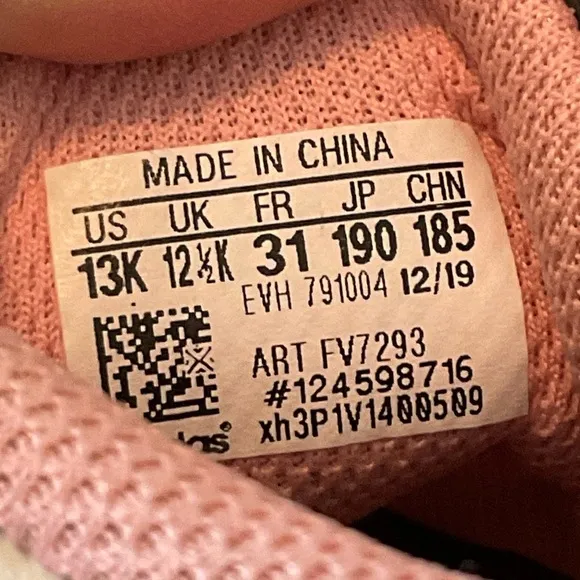 MADE IN CHINA
US UK FR JP CHN
13K 12½K 31 190 185
EVH 791004 12/19
ART FV7293
#124598716
xh3P1V1400509